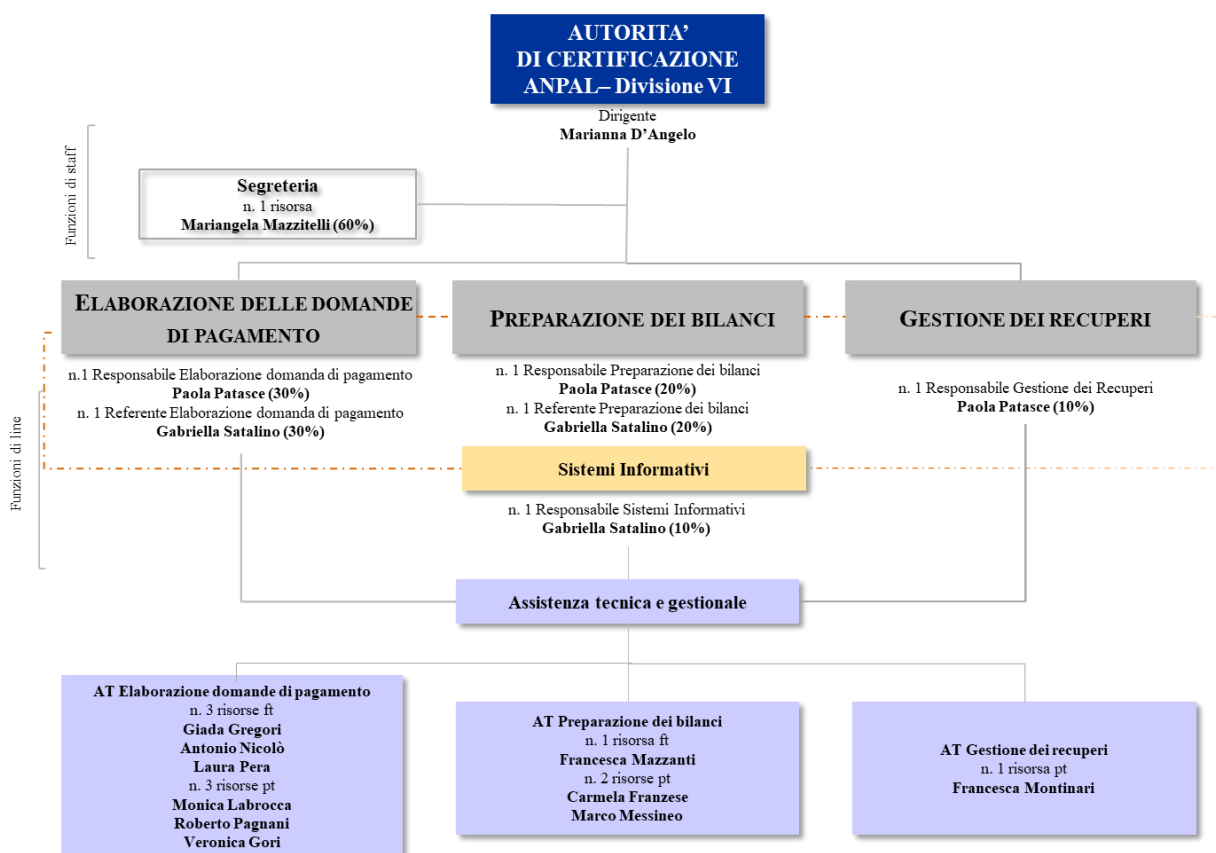 AUTORITA'
DI CERTIFICAZIONE
ANPAL– Divisione VI
Dirigente
Marianna D'Angelo
Funzioni di staff
Segreteria
n. 1 risorsa
Mariangela Mazzitelli (60%)
ELABORAZIONE DELLE DOMANDE
DI PAGAMENTO
n.1 Responsabile Elaborazione domanda di pagamento
Paola Patasce (30%)
n. 1 Referente Elaborazione domanda di pagamento
Gabriella Satalino (30%)
PREPARAZIONE DEI BILANCI
n. 1 Responsabile Preparazione dei bilanci
Paola Patasce (20%)
n. 1 Referente Preparazione dei bilanci
Gabriella Satalino (20%)
GESTIONE DEI RECUPERI
n. 1 Responsabile Gestione dei Recuperi
Paola Patasce (10%)
Funzioni di line
Sistemi Informativi
n. 1 Responsabile Sistemi Informativi
Gabriella Satalino (10%)
Assistenza tecnica e gestionale
AT Elaborazione domande di pagamento
n. 3 risorse ft
Giada Gregori
Antonio Nicolò
Laura Pera
n. 3 risorse pt
Monica Labrocca
Roberto Pagnani
Veronica Gori
AT Preparazione dei bilanci
n. 1 risorsa ft
Francesca Mazzanti
n. 2 risorse pt
Carmela Franzese
Marco Messineo
AT Gestione dei recuperi
n. 1 risorsa pt
Francesca Montinari